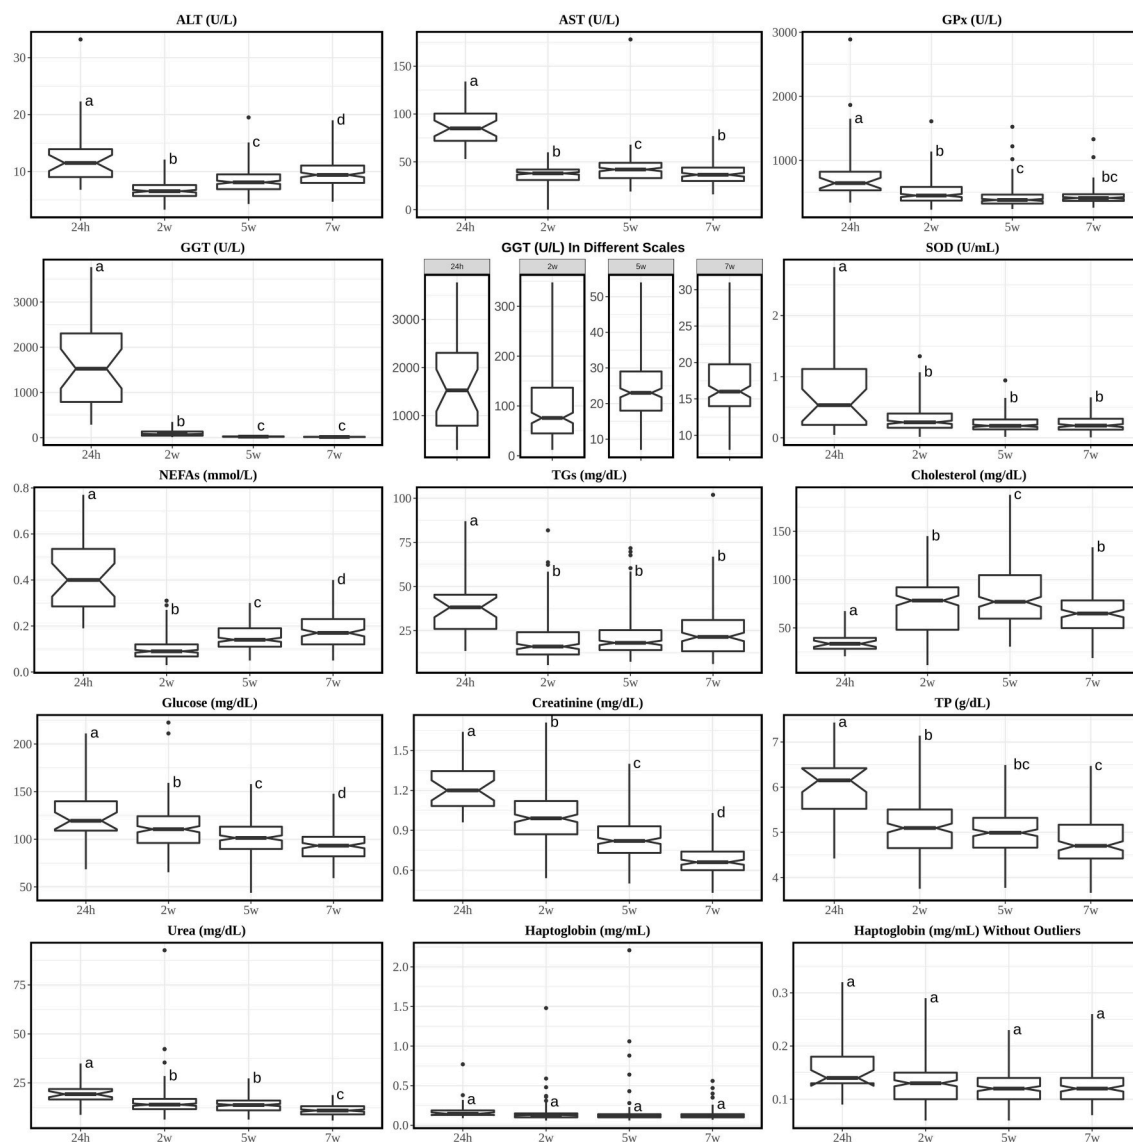 ALT (U/L)
30
20
10
a
b
c
d
24h 2w 5w 7w
AST (U/L)
150
100
50
0
a
b
c
b
24h 2w 5w 7w
GPx (U/L)
3000
2000
1000
0
a
b
c
bc
24h 2w 5w 7w
GGT (U/L)
3000
2000
1000
0
a
b
c
c
24h 2w 5w 7w
GGT (U/L) In Different Scales
24h
3000
2000
1000
2w
300
200
100
0
5w
50
40
30
20
10
7w
30
25
20
15
10
SOD (U/mL)
2
1
0
a
b
b
b
24h 2w 5w 7w
NEFAs (mmol/L)
0.8
0.6
0.4
0.2
0.0
a
b
c
d
24h 2w 5w 7w
TGs (mg/dL)
100
75
50
25
a
b
b
b
24h 2w 5w 7w
Cholesterol (mg/dL)
150
100
50
a
b
c
b
24h 2w 5w 7w
Glucose (mg/dL)
200
150
100
50
a
b
c
d
24h 2w 5w 7w
Creatinine (mg/dL)
1.5
1.2
0.9
0.6
a
b
c
d
24h 2w 5w 7w
TP (g/dL)
7
6
5
4
a
b
bc
c
24h 2w 5w 7w
Urea (mg/dL)
75
50
25
a
b
b
c
24h 2w 5w 7w
Haptoglobin (mg/mL)
2.0
1.5
1.0
0.5
0.0
a
a
a
a
24h 2w 5w 7w
Haptoglobin (mg/mL) Without Outliers
0.3
0.2
0.1
a
a
a
a
24h 2w 5w 7w